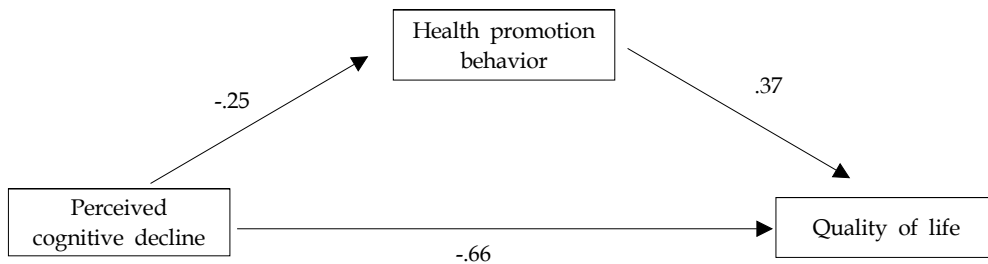 Health promotion
behavior
-.25
.37
Perceived
cognitive decline
Quality of life
-.66